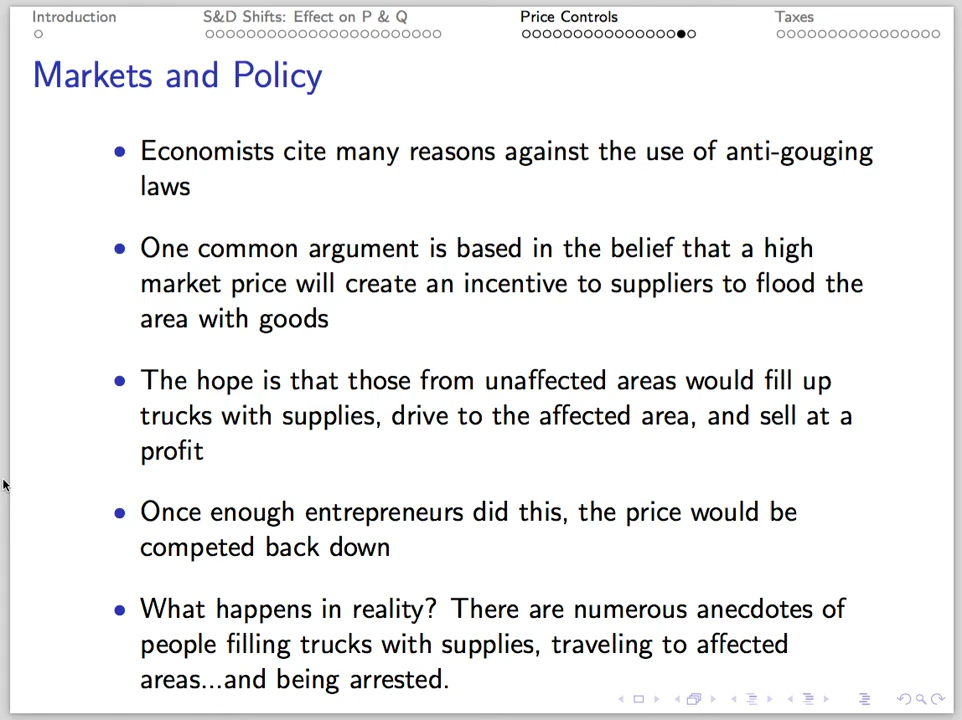 Introduction
S&D Shifts: Effect on P & Q
Price Controls
Taxes
Markets and Policy
• Economists cite many reasons against the use of anti-gouging
laws
• One common argument is based in the belief that a high
market price will create an incentive to suppliers to flood the
area with goods
• The hope is that those from unaffected areas would fill up
trucks with supplies, drive to the affected area, and sell at a
profit
• Once enough entrepreneurs did this, the price would be
competed back down
• What happens in reality? There are numerous anecdotes of
people filling trucks with supplies, traveling to affected
areas...and being arrested.